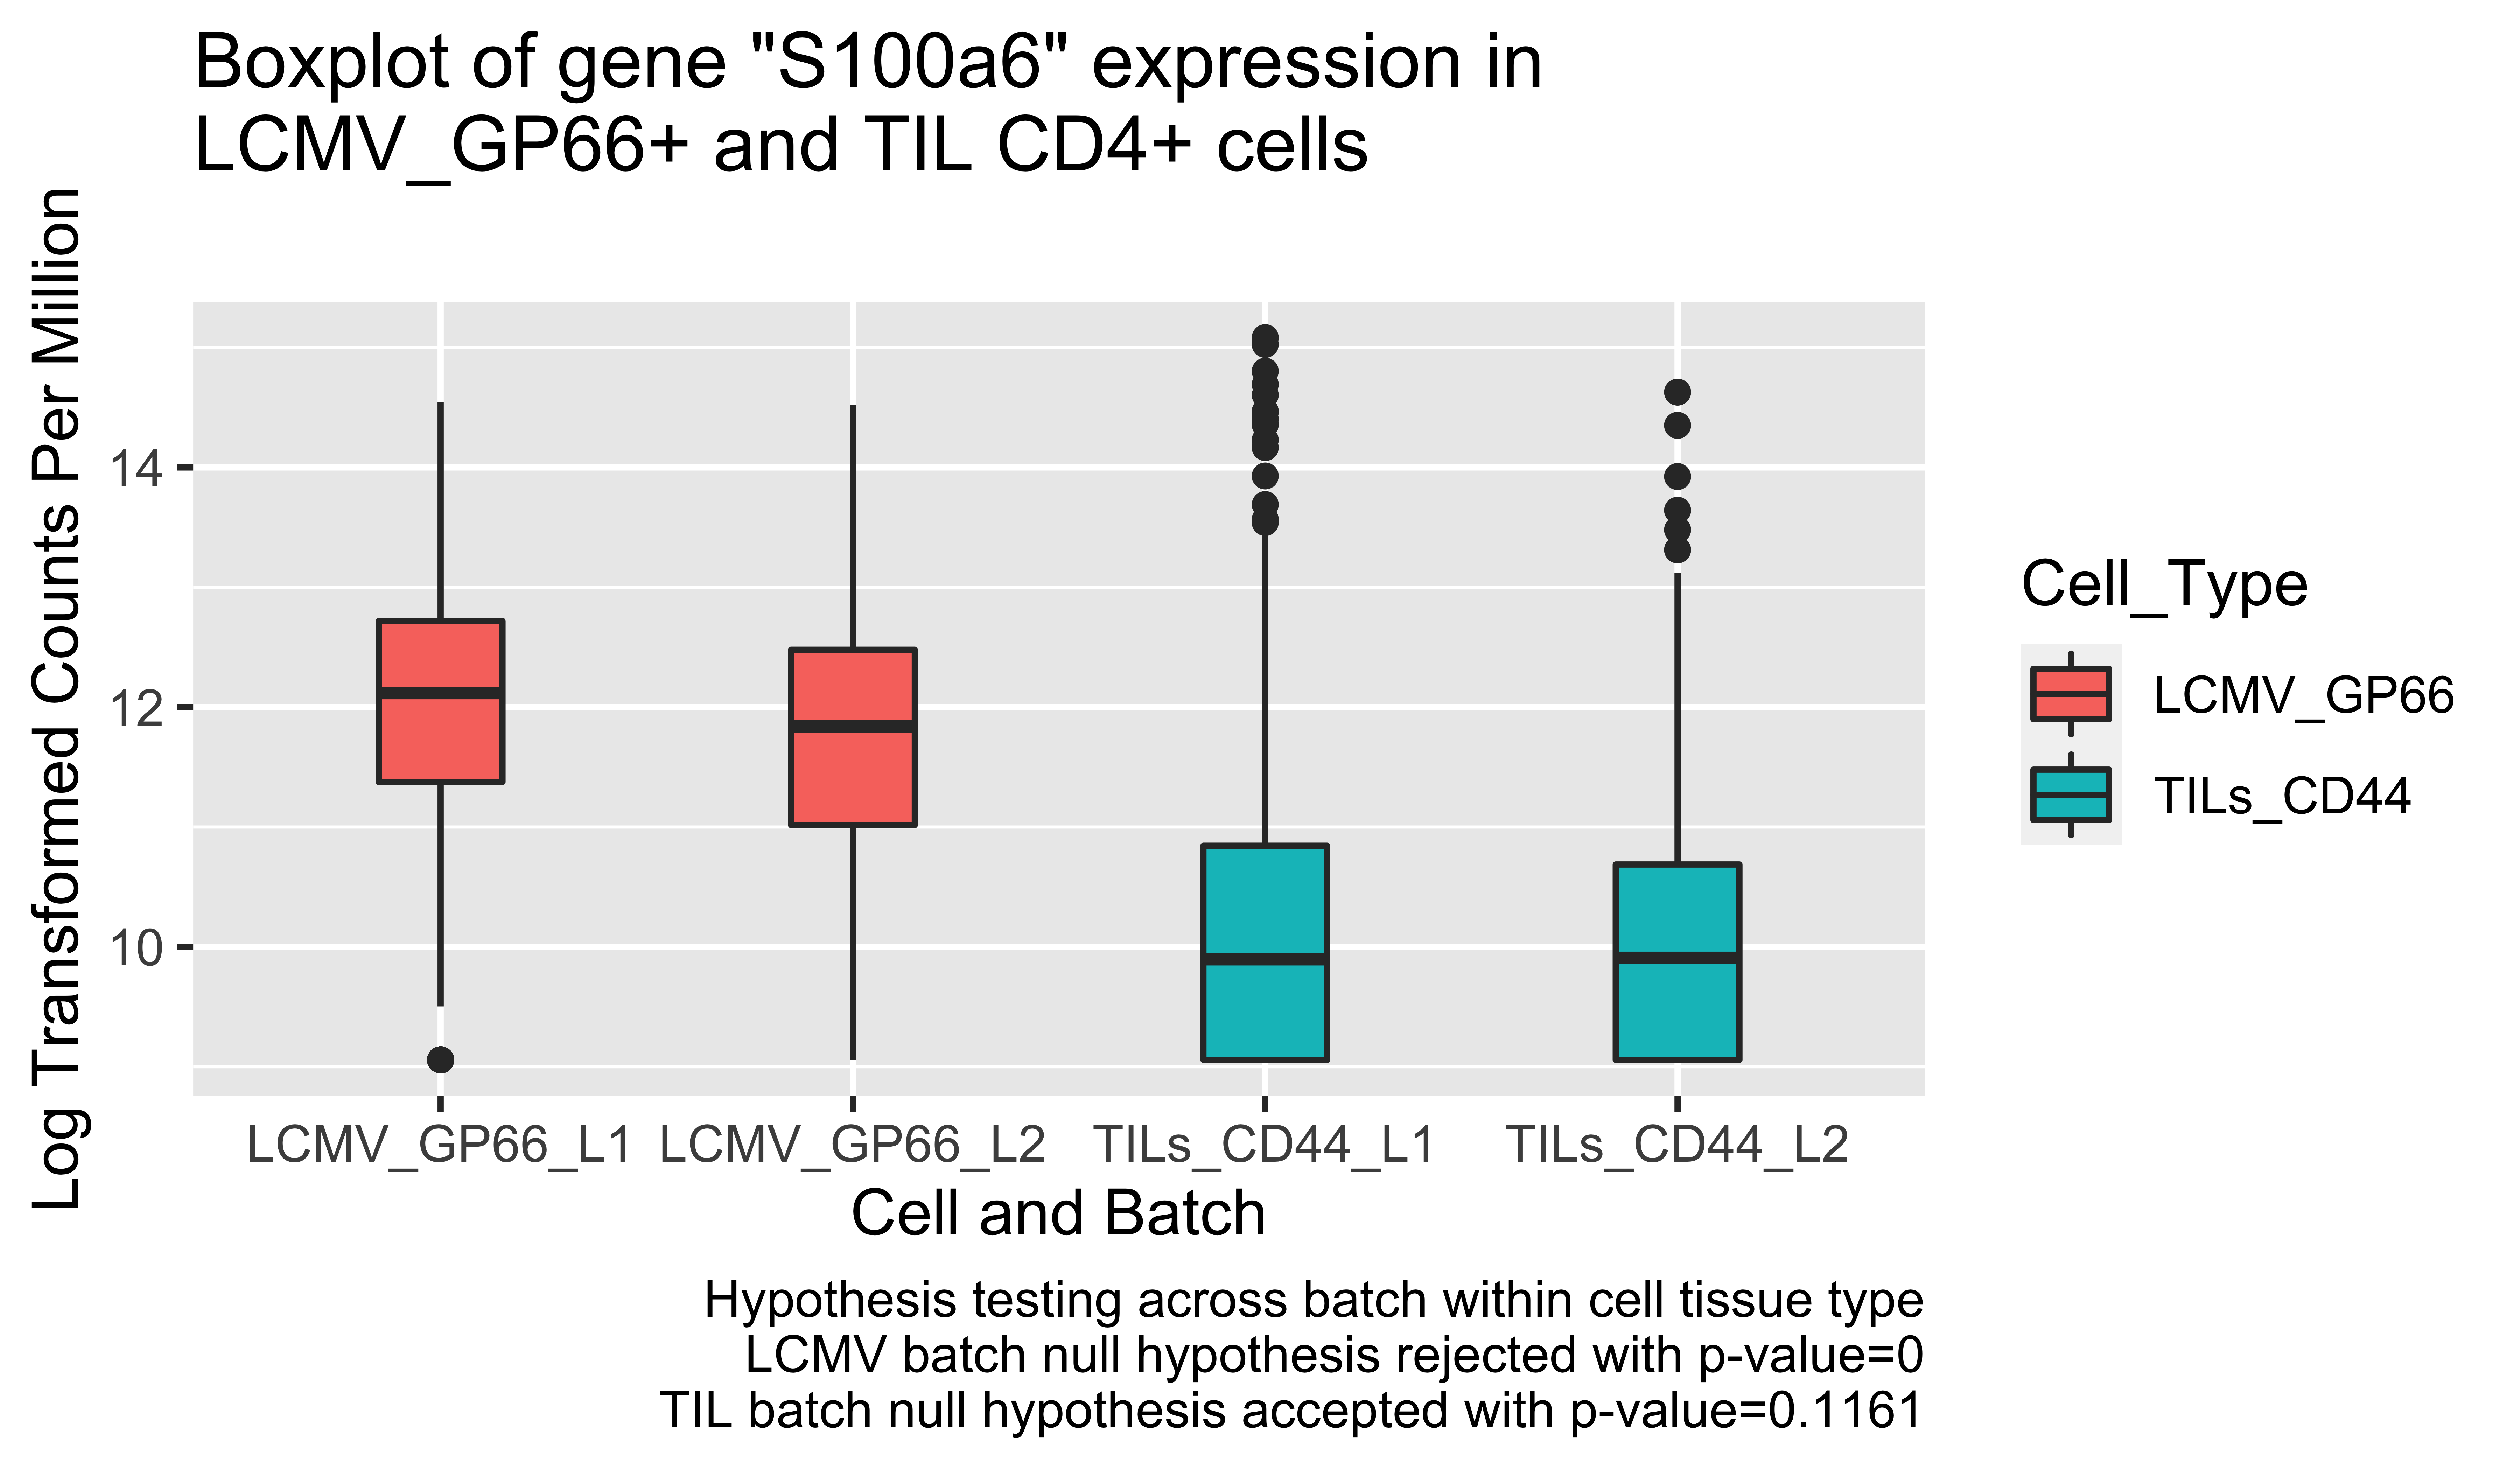 Boxplot of gene "S100a6" expression in
LCMV_GP66+ and TIL CD4+ cells
Log Transformed Counts Per Million
14
12
10
LCMV_GP66_L1
LCMV_GP66_L2
TILs_CD44_L1
TILs_CD44_L2
Cell and Batch
Cell_Type
LCMV_GP66
TILs_CD44
Hypothesis testing across batch within cell tissue type
LCMV batch null hypothesis rejected with p-value=0
TIL batch null hypothesis accepted with p-value=0.1161